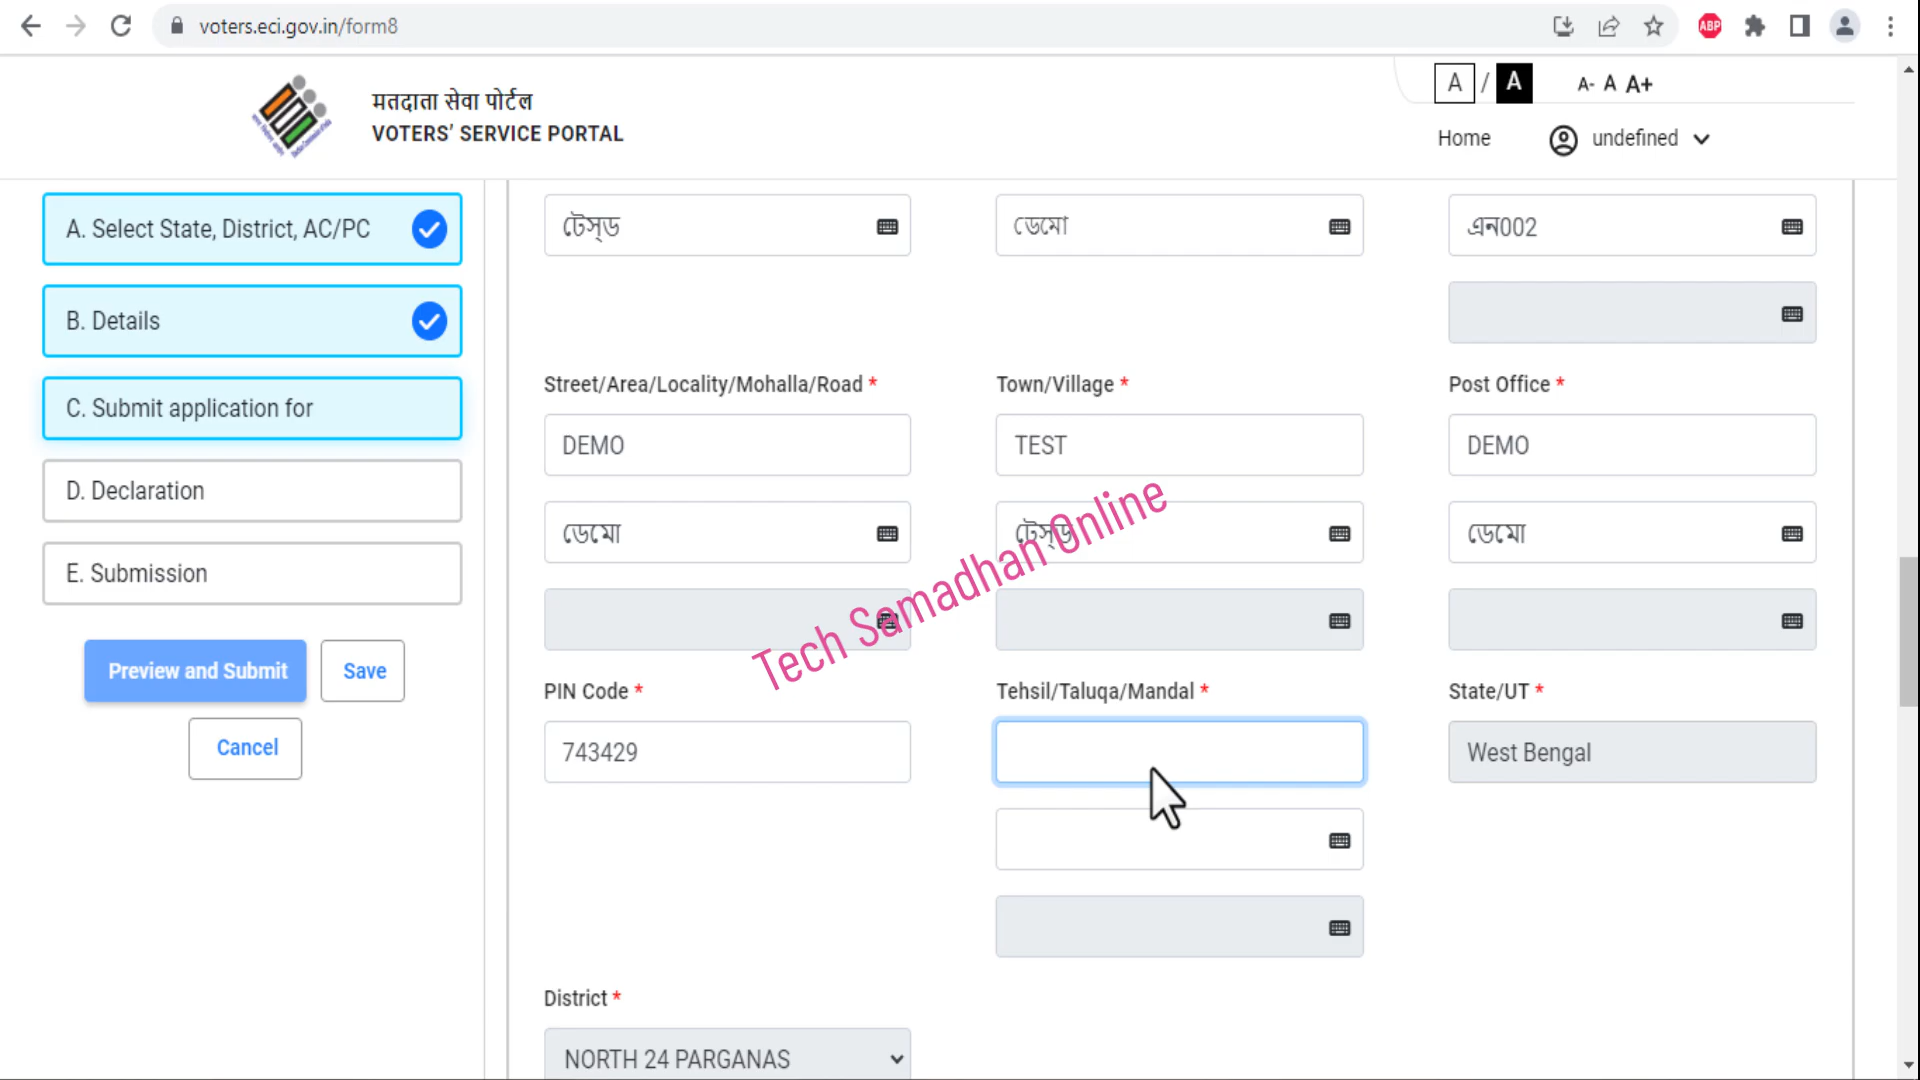 voters.eci.gov.in/form8
ABP
मतदाता सेवा पोर्टल
VOTERS' SERVICE PORTAL
A / A A- A A+
Home undefined
A. Select State, District, AC/PC
B. Details
C. Submit application for
D. Declaration
E. Submission
Preview and Submit Save
Cancel
টেস্ড ডেমো এন002
Street/Area/Locality/Mohalla/Road * Town/Village * Post Office *
DEMO TEST DEMO
ডেমো টেস্ড ডেমো
Tech Samadhan Online
PIN Code * Tehsil/Taluqa/Mandal * State/UT *
743429 West Bengal
District *
NORTH 24 PARGANAS